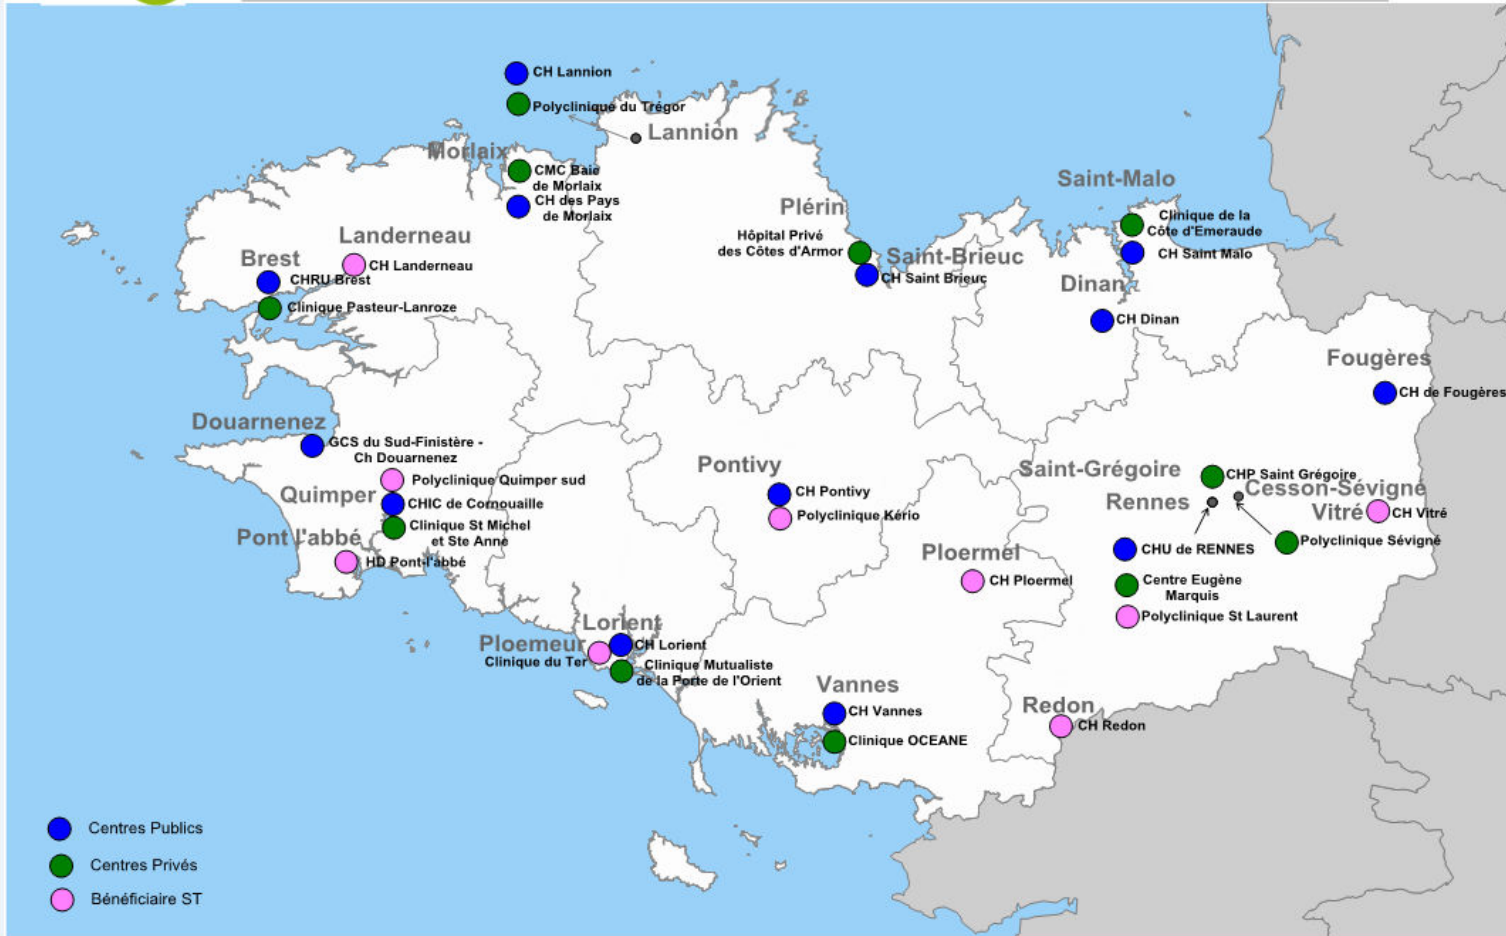 CH Lannion
Polyclinique du Trégor
Lannion
Morlaix
CMC Baie
de Morlaix
CH des Pays
de Morlaix
Saint-Malo
Clinique de la
Côte d'Emeraude
CH Saint Malo
Plérin
Hôpital Privé
des Côtes d'Armor
Saint-Brieuc
CH Saint Brieuc
Dinan
CH Dinan
Landerneau
CH Landerneau
Brest
CHRU Brest
Clinique Pasteur-Lanroze
Fougères
CH de Fougères
Douarnenez
GCS du Sud-Finistère -
Ch Douarnenez
Polyclinique Quimper sud
Quimper
CHIC de Cornouaille
Clinique St Michel
et Ste Anne
Pont l'abbé
HD Pont-l'abbé
Pontivy
CH Pontivy
Polyclinique Kério
Saint-Grégoire
CHP Saint Grégoire
Rennes
Cesson-Sévigné
Vitré
CH Vitré
CHU de RENNES
Polyclinique Sévigné
Centre Eugène
Marquis
Polyclinique St Laurent
Ploermel
CH Ploermel
Lorient
Ploemeur
CH Lorient
Clinique du Ter
Clinique Mutualiste
de la Porte de l'Orient
Vannes
CH Vannes
Clinique OCEANE
Redon
CH Redon
Centres Publics
Centres Privés
Bénéficiaire ST